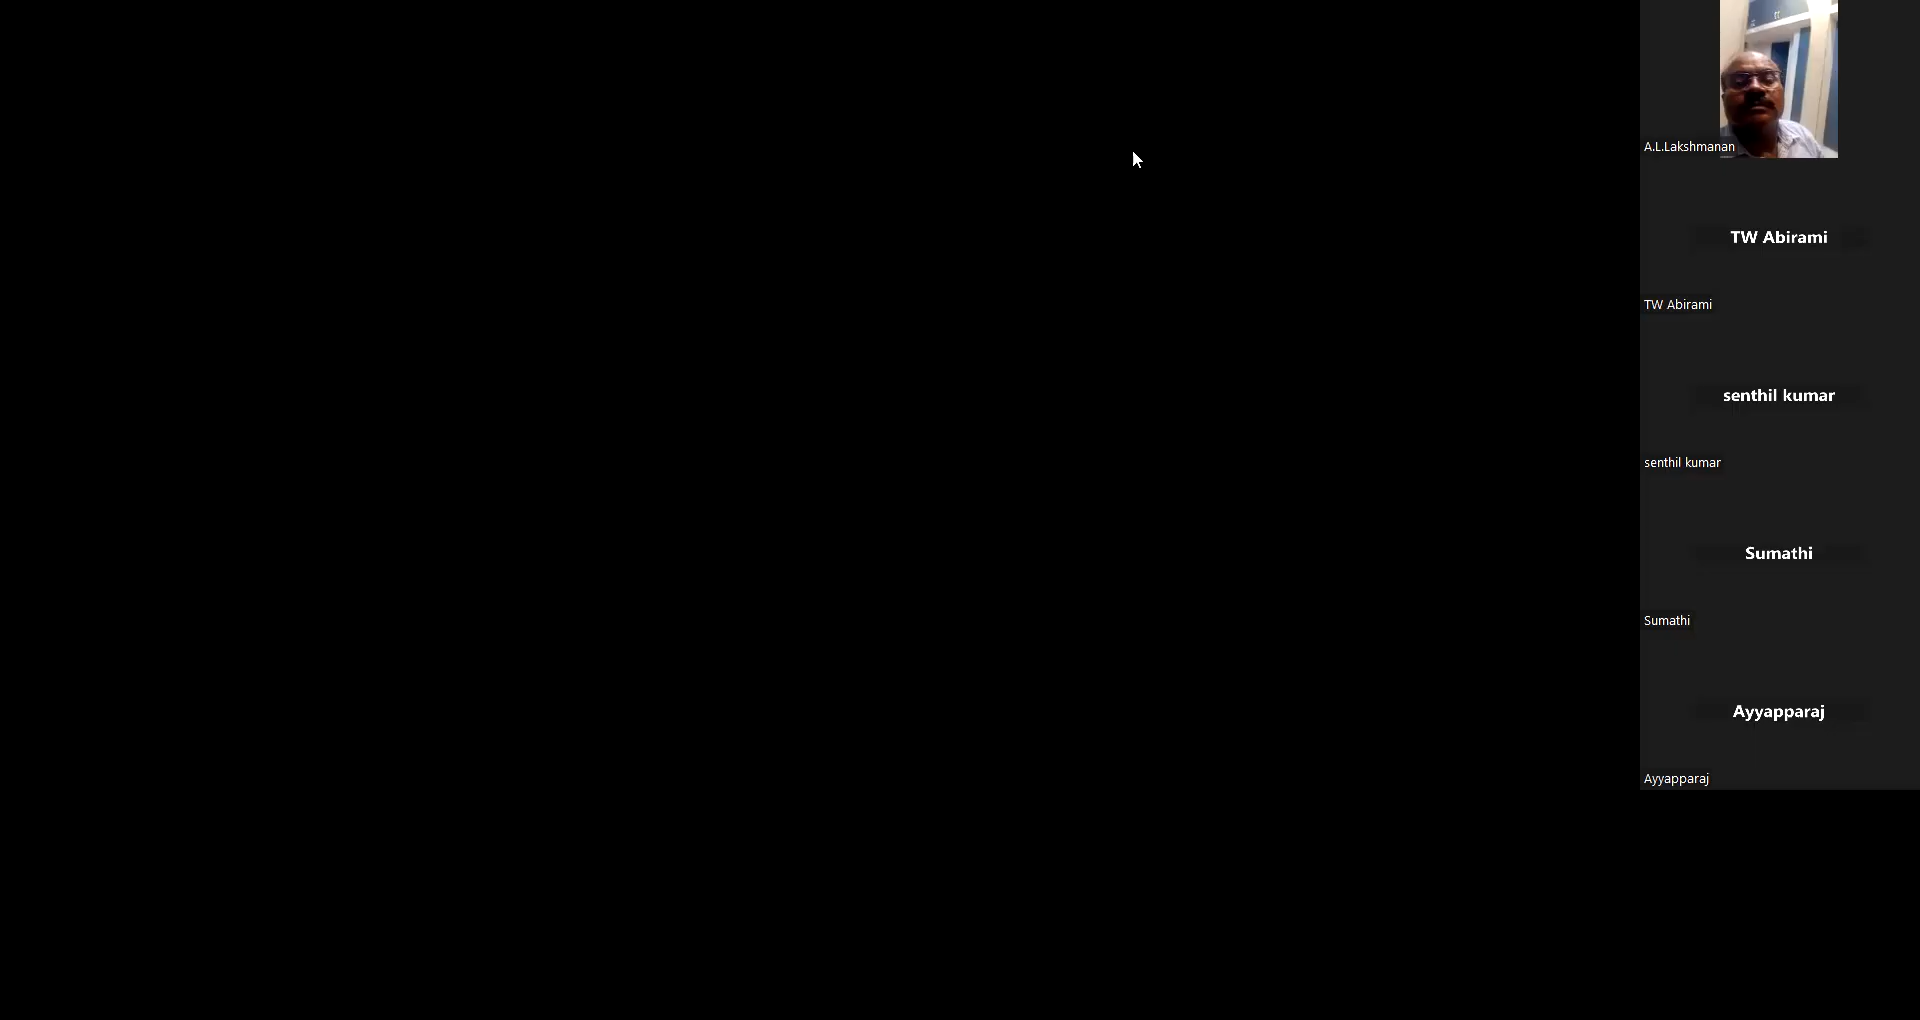 A.L.Lakshmanan
TW Abirami
TW Abirami
senthil kumar
senthil kumar
Sumathi
Sumathi
Ayyapparaj
Ayyapparaj